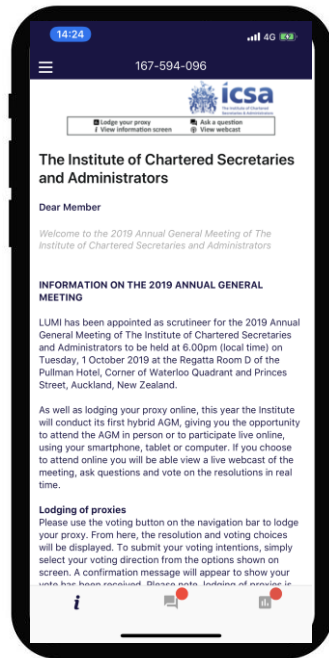 14:24
4G
167-594-096
icsa
Lodge your proxy
Ask a question
i View information screen
View webcast
The Institute of Chartered Secretaries
and Administrators
Dear Member
Welcome to the 2019 Annual General Meeting of The
Institute of Chartered Secretaries and Administrators
INFORMATION ON THE 2019 ANNUAL GENERAL
MEETING
LUMI has been appointed as scrutineer for the 2019 Annual
General Meeting of The Institute of Chartered Secretaries
and Administrators to be held at 6.00pm (local time) on
Tuesday, 1 October 2019 at the Regatta Room D of the
Pullman Hotel, Corner of Waterloo Quadrant and Princes
Street, Auckland, New Zealand.
As well as lodging your proxy online, this year the Institute
will conduct its first hybrid AGM, giving you the opportunity
to attend the AGM in person or to participate live online,
using your smartphone, tablet or computer. If you choose
to attend online you will be able view a live webcast of the
meeting, ask questions and vote on the resolutions in real
time.
Lodging of proxies
Please use the voting button on the navigation bar to lodge
your proxy. From here, the resolution and voting choices
will be displayed. To submit your voting intentions, simply
select your voting direction from the options shown on
screen. A confirmation message will appear to show your
vote has been received. Please note, lodging of proxies is
i